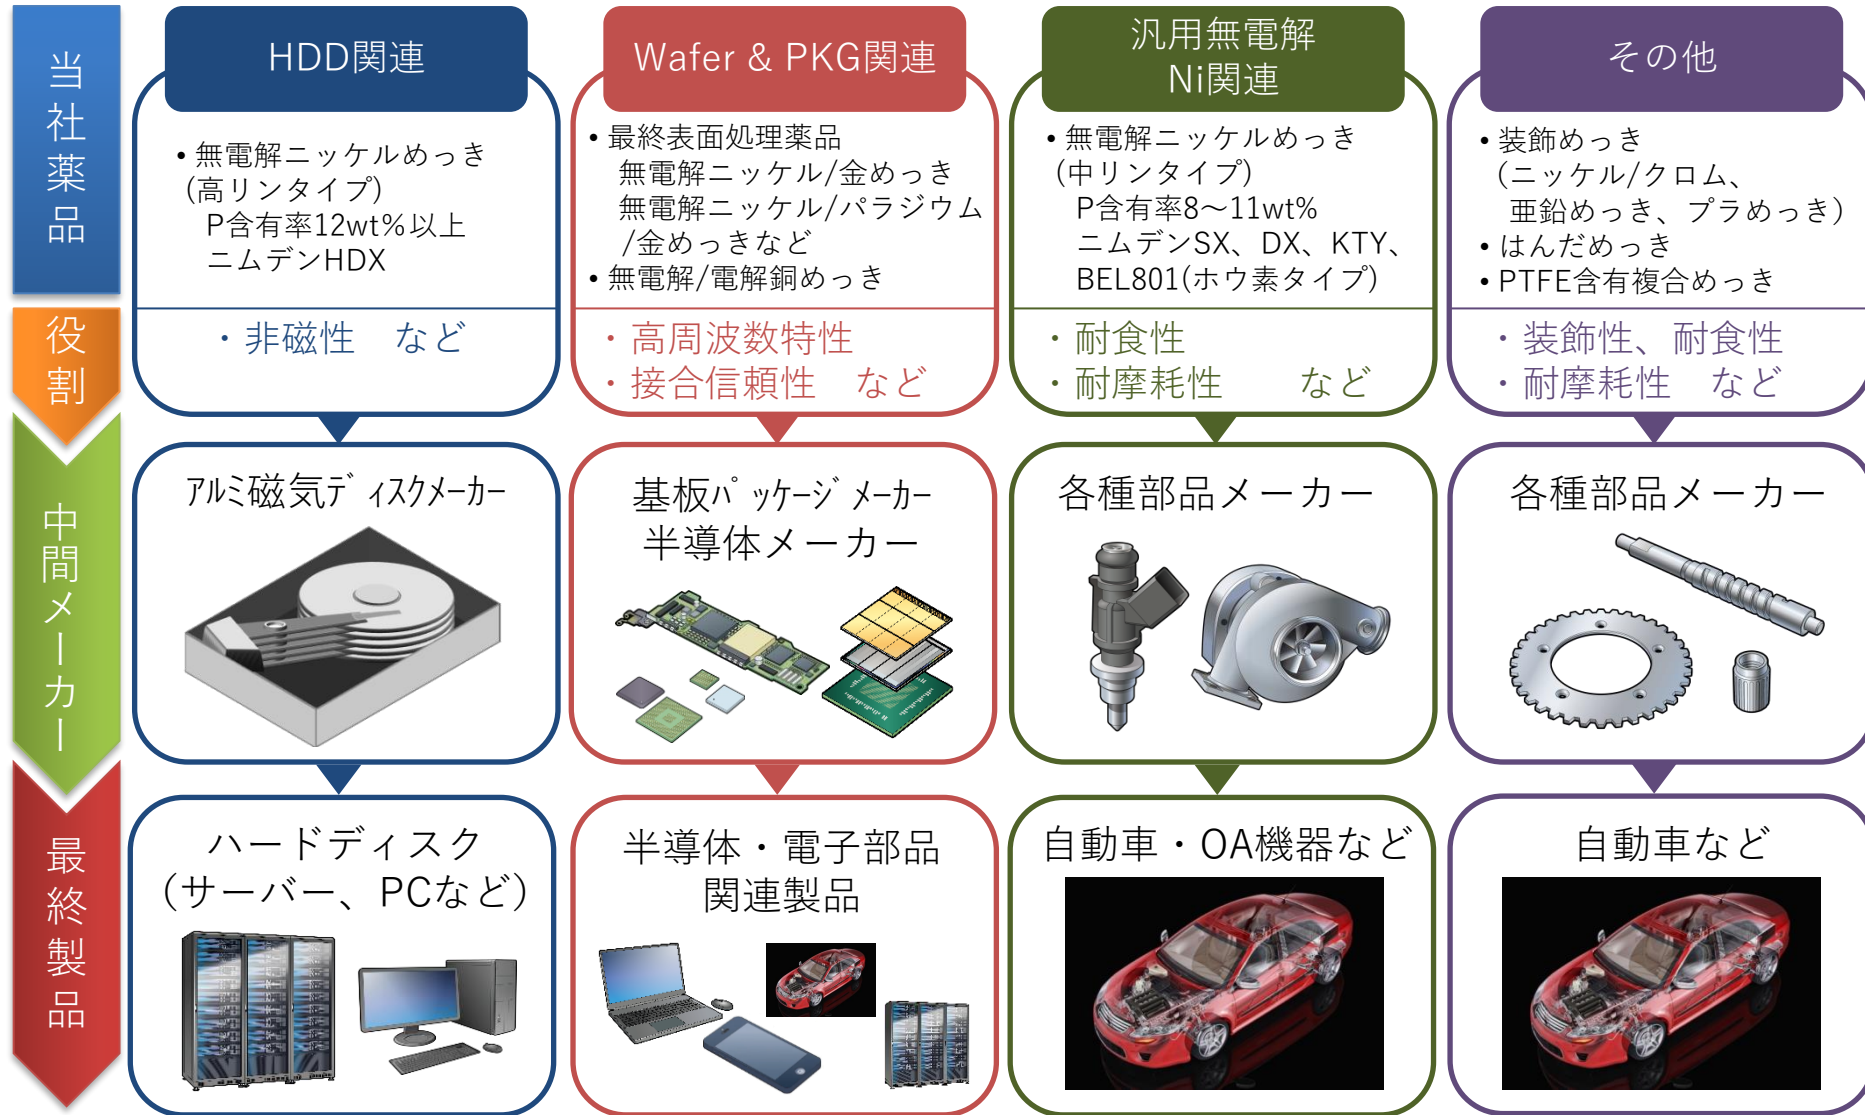 当社薬品
HDD関連
・無電解ニッケルめっき
(高リンタイプ)
P含有率12wt%以上
ニムデンHDX
Wafer & PKG関連
・最終表面処理薬品
無電解ニッケル/金めっき
無電解ニッケル/パラジウム
/金めっきなど
・無電解/電解銅めっき
汎用無電解
Ni関連
・無電解ニッケルめっき
(中リンタイプ)
P含有率8～11wt%
ニムデンSX、DX、KTY、
BEL801(ホウ素タイプ)
その他
・装飾めっき
(ニッケル/クロム、
亜鉛めっき、プラめっき)
・はんだめっき
・PTFE含有複合めっき
役割
・非磁性　など
・高周波数特性
・接合信頼性　など
・耐食性
・耐摩耗性　　など
・装飾性、耐食性
・耐摩耗性　など
中間メーカー
ｱﾙﾐ磁気ﾃﾞｨｽｸﾒｰｶｰ
基板ﾊﾟｯｹｰｼﾞﾒｰｶｰ
半導体メーカー
各種部品メーカー
各種部品メーカー
最終製品
ハードディスク
(サーバー、PCなど)
半導体・電子部品
関連製品
自動車・OA機器など
自動車など